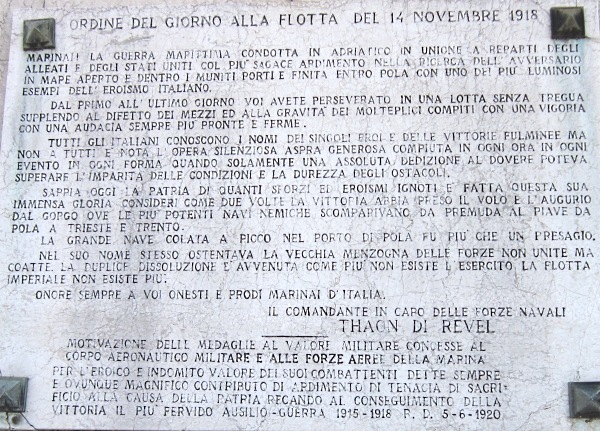 ORDINE DEL GIORNO ALLA FLOTTA DEL 14 NOVEMBRE 1918
MARINAI! LA GUERRA MARITTIMA CONDOTTA IN ADRIATICO IN UNIONE A REPARTI DEGLI
ALLEATI E DEGLI STATI UNITI COL PIU' SAGACE ARDIMENTO NELLA RICERCA DELL'AVVERSARIO
IN MARE APERTO E DENTRO I MUNITI PORTI E FINITA ENTRO POLA CON UNO DEI PIU' LUMINOSI
ESEMPI DELL'EROISMO ITALIANO.
DAL PRIMO ALL'ULTIMO GIORNO VOI AVETE PERSEVERATO IN UNA LOTTA SENZA TREGUA
SUPPLENDO AL DIFETTO DEI MEZZI ED ALLA GRAVITA' DEI MOLTEPLICI COMPITI CON UNA VIGORIA
CON UNA AUDACIA SEMPRE PIU' PRONTE E FERME.
TUTTI GLI ITALIANI CONOSCONO I NOMI DEI SINGOLI EROI E DELLE VITTORIE FULMINEE MA
NON A TUTTI E NOTA L'OPERA SILENZIOSA ASPRA GENEROSA COMPIUTA IN OGNI ORA IN OGNI
EVENTO IN OGNI FORMA QUANDO SOLAMENTE UNA ASSOLUTA DEDIZIONE AL DOVERE POTEVA
SUPERARE L'IMPARITA DELLE CONDIZIONI E LA DUREZZA DEGLI OSTACOLI.
SAPPIA OGGI LA PATRIA DI QUANTI SFORZI ED EROISMI IGNOTI E FATTA QUESTA SUA
IMMENSA GLORIA CONSIDERI COME DUE VOLTE LA VITTORIA ABBIA PRESO IL VOLO E L'AUGURIO
DAL GORGO OVE LE PIU' POTENTI NAVI NEMICHE SCOMPARIVANO DA PREMUDA AL PIAVE DA
POLA A TRIESTE E TRENTO.
LA GRANDE NAVE COLATA A PICCO NEL PORTO DI POLA FU PIU' CHE UN PRESAGIO.
NEL SUO NOME STESSO OSTENTAVA LA VECCHIA MENZOGNA DELLE FORZE NON UNITE MA
COATTE. LA DUPLICE DISSOLUZIONE E' AVVENUTA COME PIU' NON ESISTE L'ESERCITO LA FLOTTA
IMPERIALE NON ESISTE PIU'.
ONORE SEMPRE A VOI ONESTI E PRODI MARINAI D'ITALIA.
IL COMANDANTE IN CAPO DELLE FORZE NAVALI
THAON DI REVEL
MOTIVAZIONE DELLE MEDAGLIE AL VALORE MILITARE CONCESSE AL
CORPO AERONAUTICO MILITARE E ALLE FORZE AEREE DELLA MARINA
PER L'EROICO E INDOMITO VALORE DEI SUOI COMBATTENTI DETTE SEMPRE
E OVUNQUE MAGNIFICO CONTRIBUTO DI ARDIMENTO DI TENACIA DI SACRI=
FICIO ALLA CAUSA DELLA PATRIA RECANDO AL CONSEGUIMENTO DELLA
VITTORIA IL PIU' FERVIDO AUSILIO-GUERRA 1915-1918 R. D. 5-6-1920